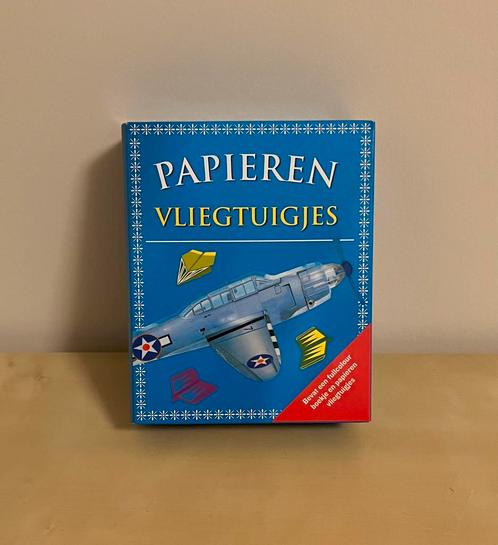 PAPIEREN
VLIEGTUIGJES
Bevat een fullcolour
boekje en papieren
vliegtuigjes